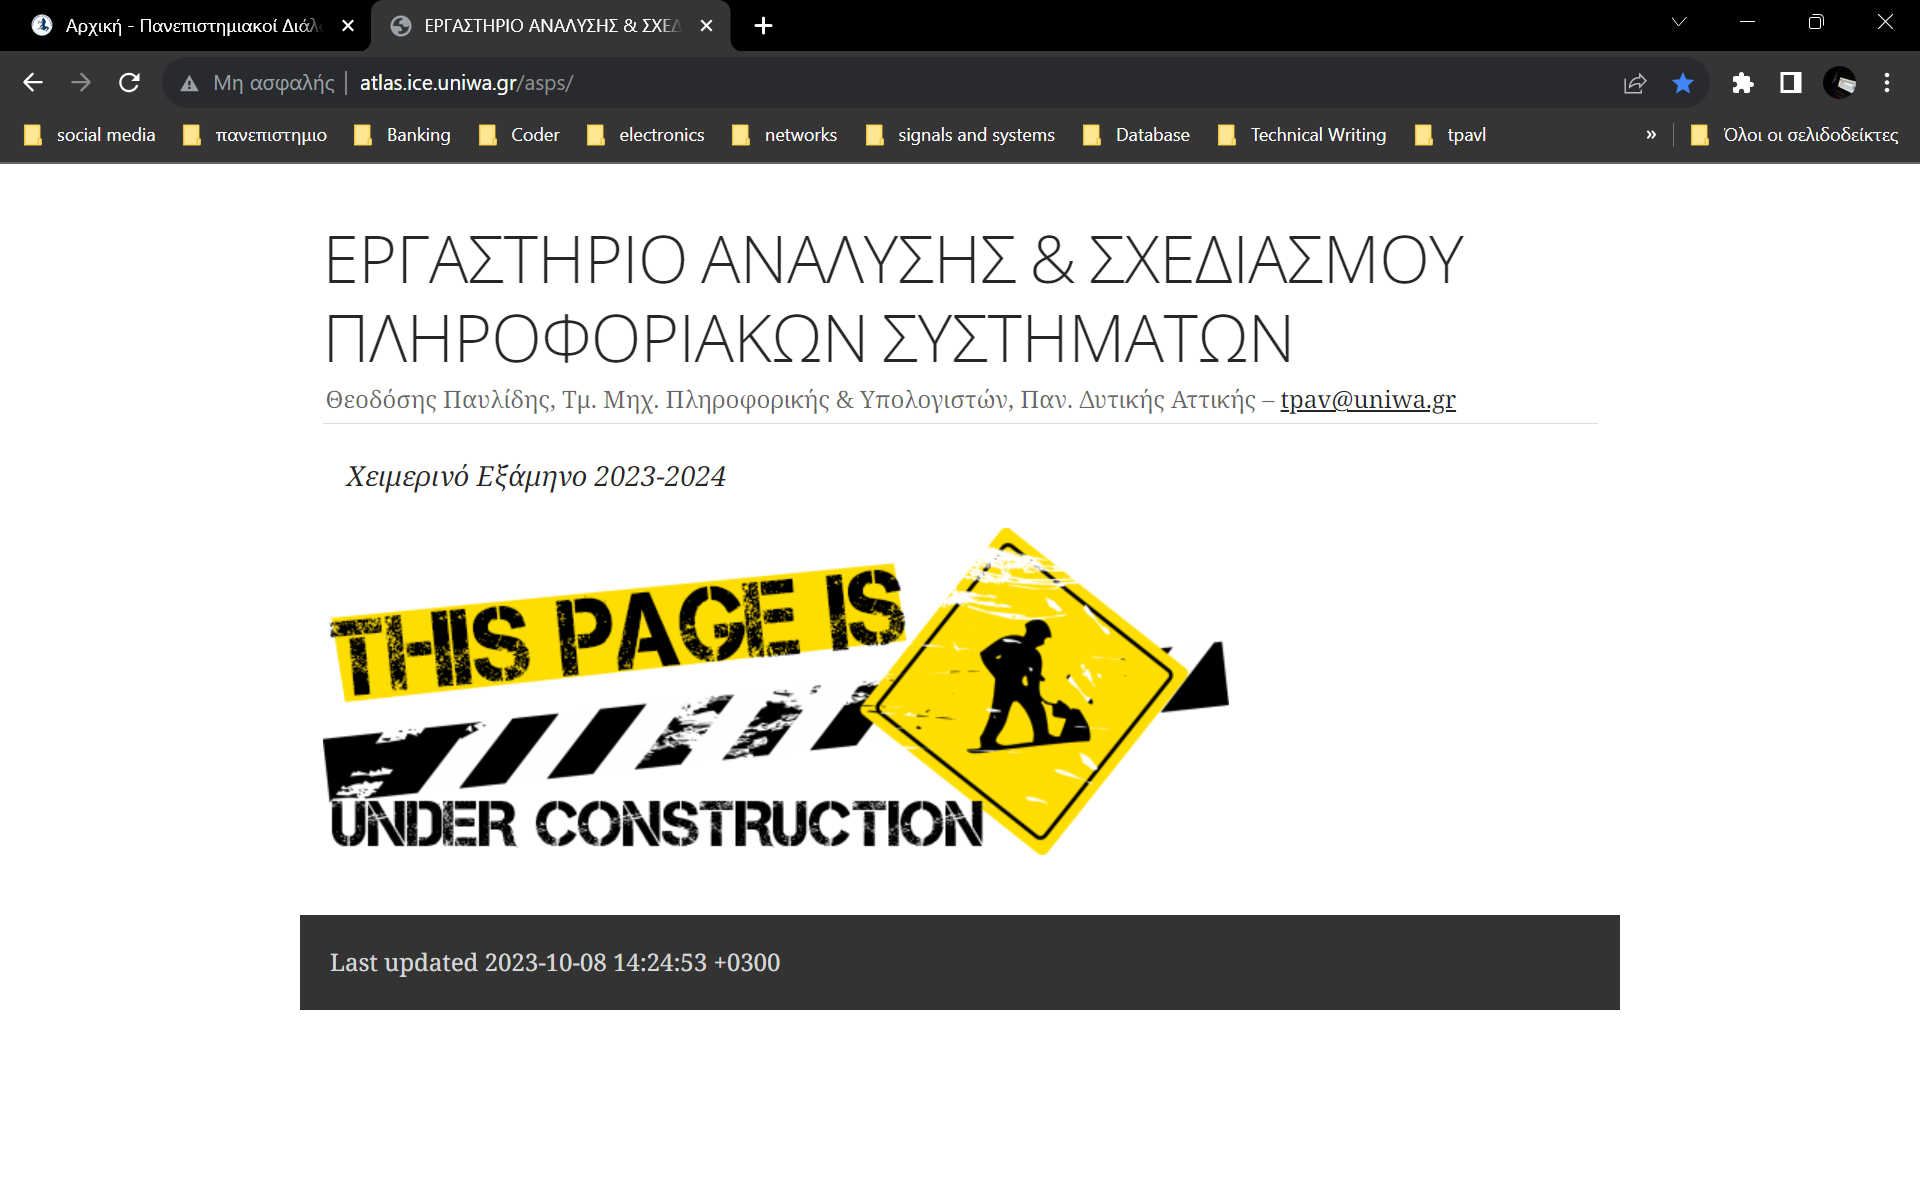 Αρχική - Πανεπιστημιακοί Διάλ
ΕΡΓΑΣΤΗΡΙΟ ΑΝΑΛΥΣΗΣ & ΣΧΕΔ
Μη ασφαλής | atlas.ice.uniwa.gr/asps/
social media πανεπιστημιο Banking Coder electronics networks signals and systems Database Technical Writing tpavl » Όλοι οι σελιδοδείκτες
ΕΡΓΑΣΤΗΡΙΟ ΑΝΑΛΥΣΗΣ & ΣΧΕΔΙΑΣΜΟΥ
ΠΛΗΡΟΦΟΡΙΑΚΩΝ ΣΥΣΤΗΜΑΤΩΝ
Θεοδόσης Παυλίδης, Τμ. Μηχ. Πληροφορικής & Υπολογιστών, Παν. Δυτικής Αττικής – tpav@uniwa.gr
Χειμερινό Εξάμηνο 2023-2024
THIS PAGE IS
UNDER CONSTRUCTION
Last updated 2023-10-08 14:24:53 +0300